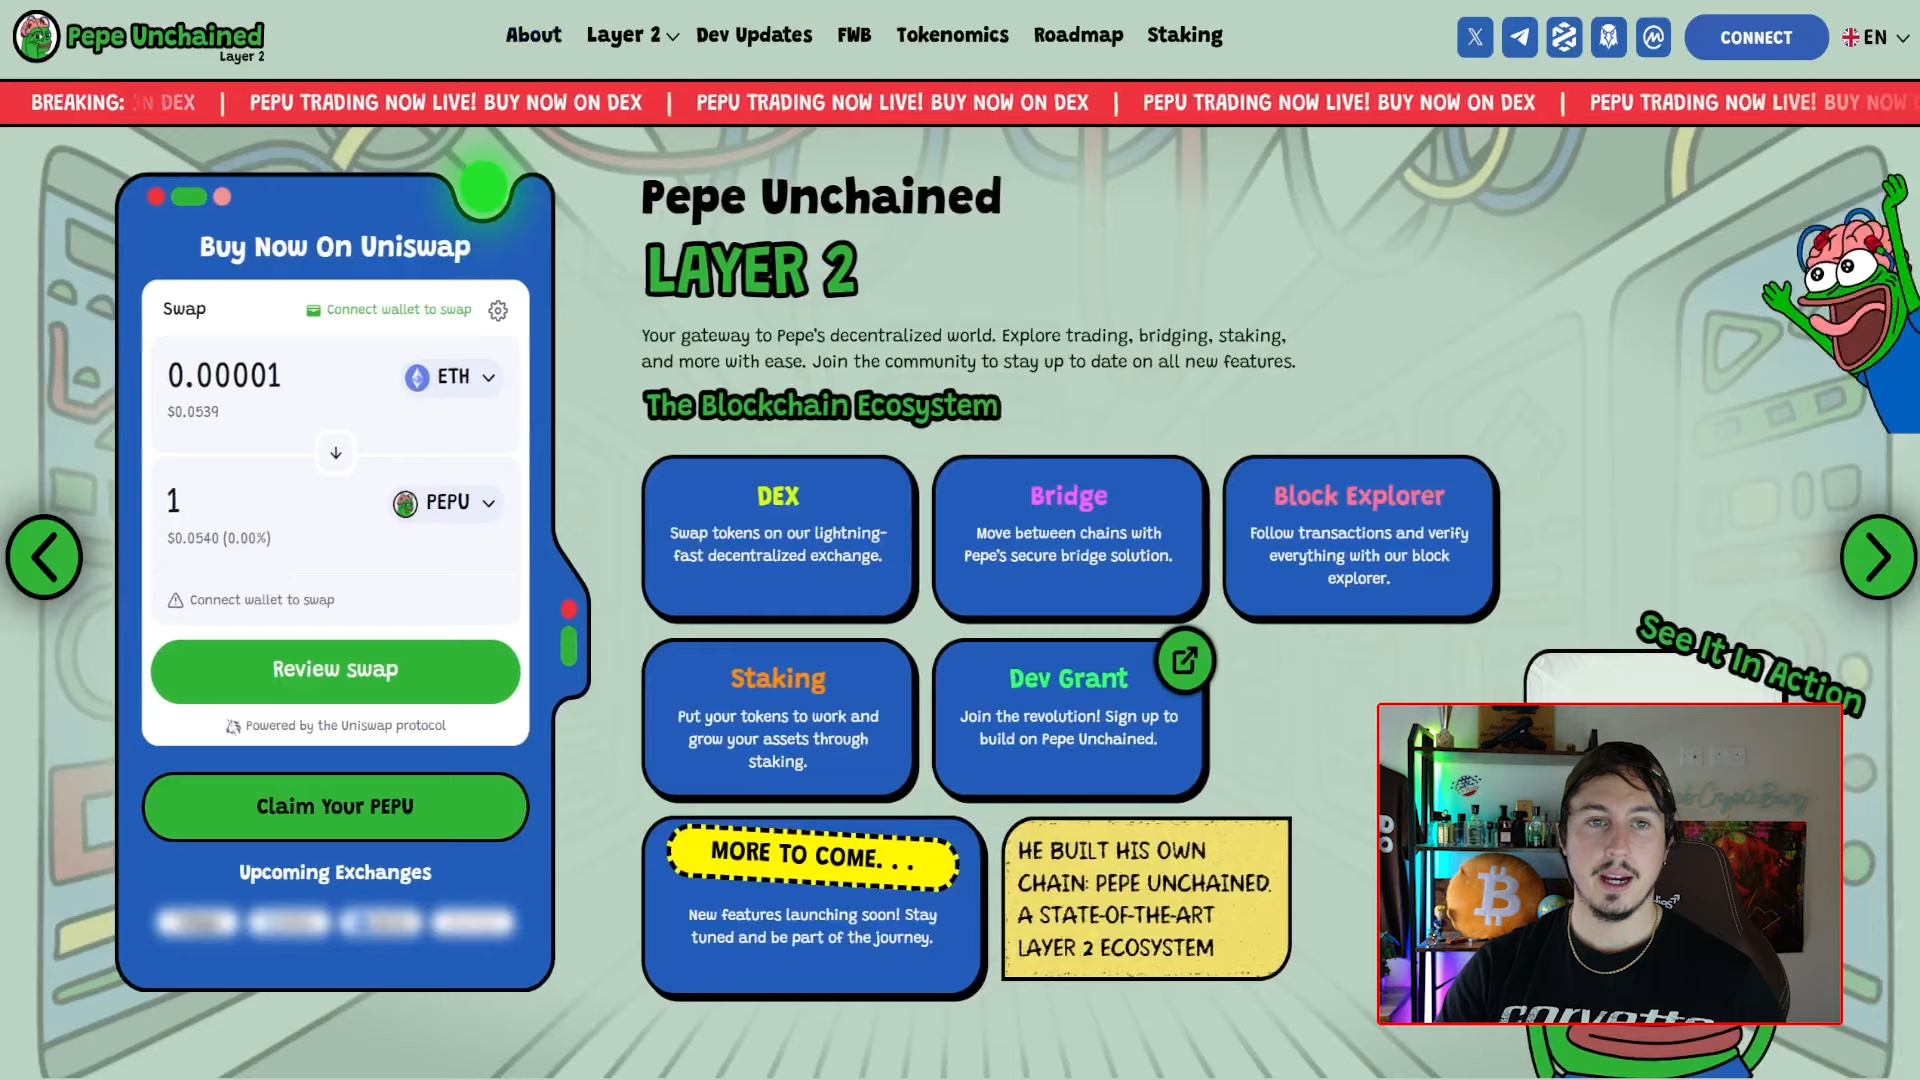 Pepe Unchained
Layer 2
About
Layer 2
Dev Updates
FWB
Tokenomics
Roadmap
Staking
CONNECT
EN
BREAKING:
N DEX | PEPU TRADING NOW LIVE! BUY NOW ON DEX | PEPU TRADING NOW LIVE! BUY NOW ON DEX | PEPU TRADING NOW LIVE! BUY NOW ON DEX | PEPU TRADING NOW LIVE! BUY NOW
Buy Now On Uniswap
Swap
Connect wallet to swap
0.00001
ETH
$0.0539
1
PEPU
$0.0540 (0.00%)
Connect wallet to swap
Review swap
Powered by the Uniswap protocol
Claim Your PEPU
Upcoming Exchanges
Pepe Unchained
LAYER 2
Your gateway to Pepe's decentralized world. Explore trading, bridging, staking,
and more with ease. Join the community to stay up to date on all new features.
The Blockchain Ecosystem
DEX
Swap tokens on our lightning-
fast decentralized exchange.
Bridge
Move between chains with
Pepe's secure bridge solution.
Block Explorer
Follow transactions and verify
everything with our block
explorer.
Staking
Put your tokens to work and
grow your assets through
staking.
Dev Grant
Join the revolution! Sign up to
build on Pepe Unchained.
MORE TO COME. . .
New features launching soon! Stay
tuned and be part of the journey.
HE BUILT HIS OWN
CHAIN: PEPE UNCHAINED.
A STATE-OF-THE-ART
LAYER 2 ECOSYSTEM
See It In Action
corvette